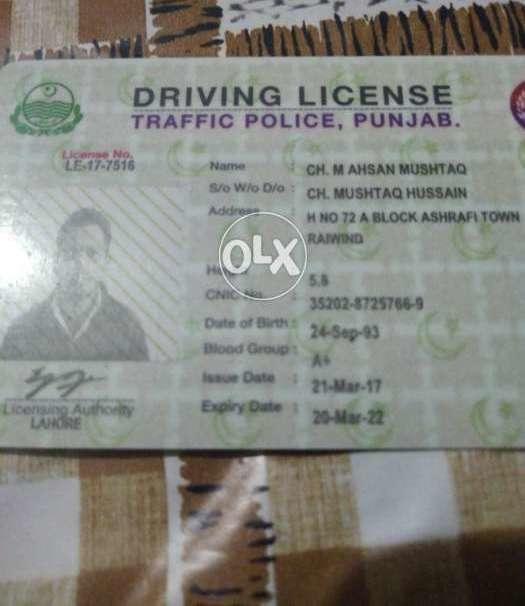 DRIVING LICENSE
TRAFFIC POLICE, PUNJAB.
License No.
LE-17-7516
Name CH. M AHSAN MUSHTAQ
S/o W/o D/o : CH. MUSHTAQ HUSSAIN
Address H NO 72 A BLOCK ASHRAFI TOWN
RAIWIND
OLX
5.8
CNIC No 35202-8725766-9
Date of Birth : 24-Sep-93
Blood Group : A+
Issue Date : 21-Mar-17
Expiry Date : 20-Mar-22
Licensing Authority
LAHORE